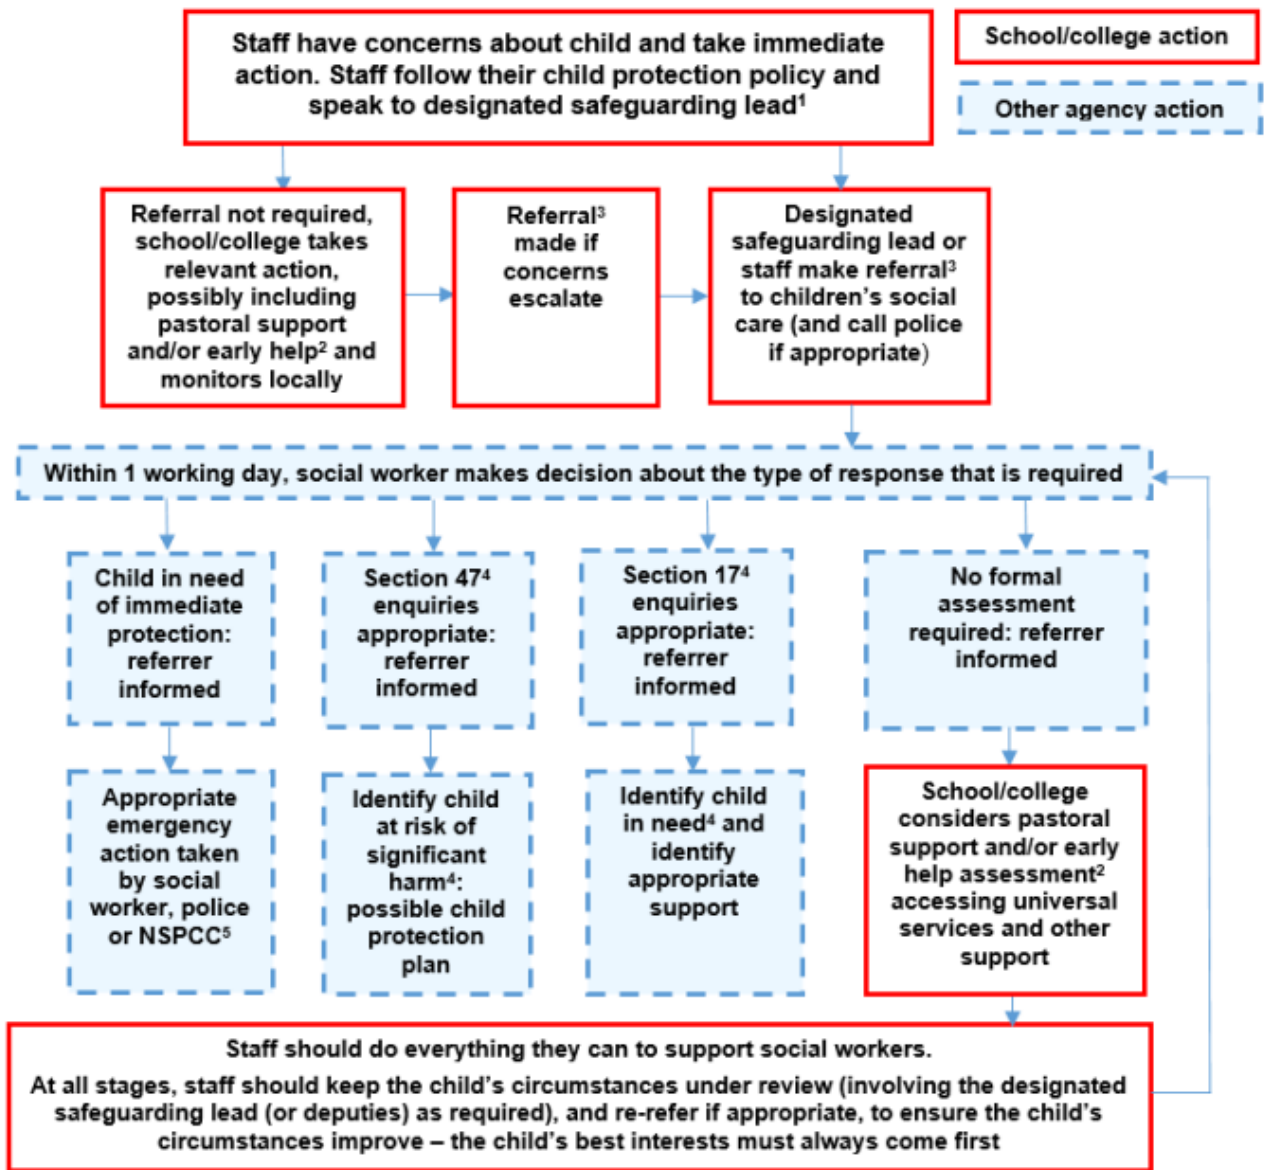 Staff have concerns about child and take immediate
action. Staff follow their child protection policy and
speak to designated safeguarding lead¹
School/college action
Other agency action
Referral not required,
school/college takes
relevant action,
possibly including
pastoral support
and/or early help² and
monitors locally
Referral³
made if
concerns
escalate
Designated
safeguarding lead or
staff make referral³
to children’s social
care (and call police
if appropriate)
Within 1 working day, social worker makes decision about the type of response that is required
Child in need
of immediate
protection:
referrer
informed
Section 47⁴
enquiries
appropriate:
referrer
informed
Section 17⁴
enquiries
appropriate:
referrer
informed
No formal
assessment
required: referrer
informed
Appropriate
emergency
action taken
by social
worker, police
or NSPCC⁵
Identify child
at risk of
significant
harm⁴:
possible child
protection
plan
Identify child
in need⁴ and
identify
appropriate
support
School/college
considers pastoral
support and/or early
help assessment²
accessing universal
services and other
support
Staff should do everything they can to support social workers.
At all stages, staff should keep the child’s circumstances under review (involving the designated
safeguarding lead (or deputies) as required), and re-refer if appropriate, to ensure the child’s
circumstances improve – the child’s best interests must always come first